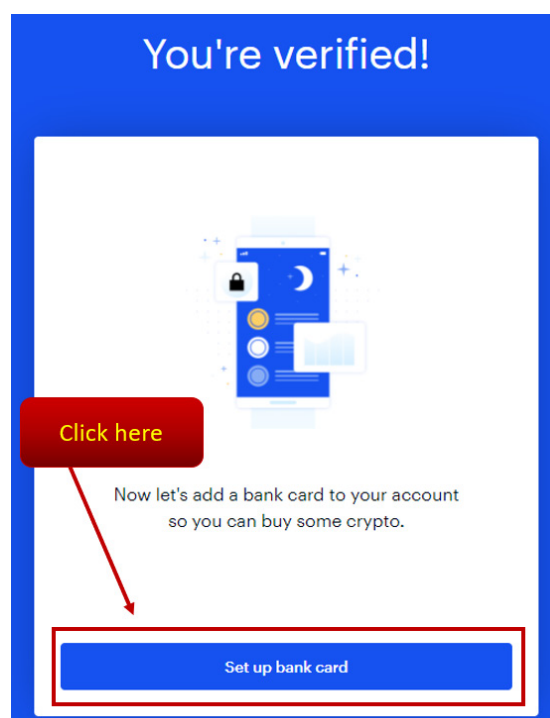 You're verified!
Click here
Now let's add a bank card to your account
so you can buy some crypto.
Set up bank card